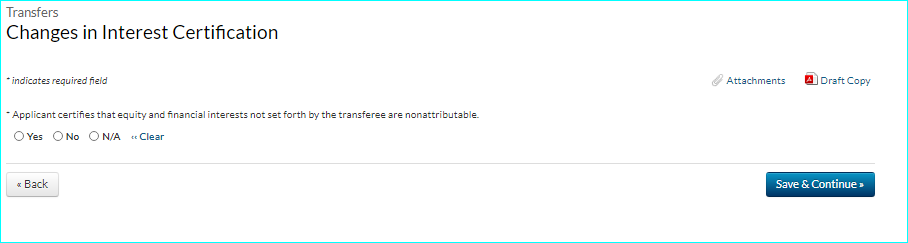 Transfers
Changes in Interest Certification
* indicates required field
Attachments Draft Copy
* Applicant certifies that equity and financial interests not set forth by the transferee are nonattributable.
Yes No N/A ‹‹ Clear
« Back Save & Continue »